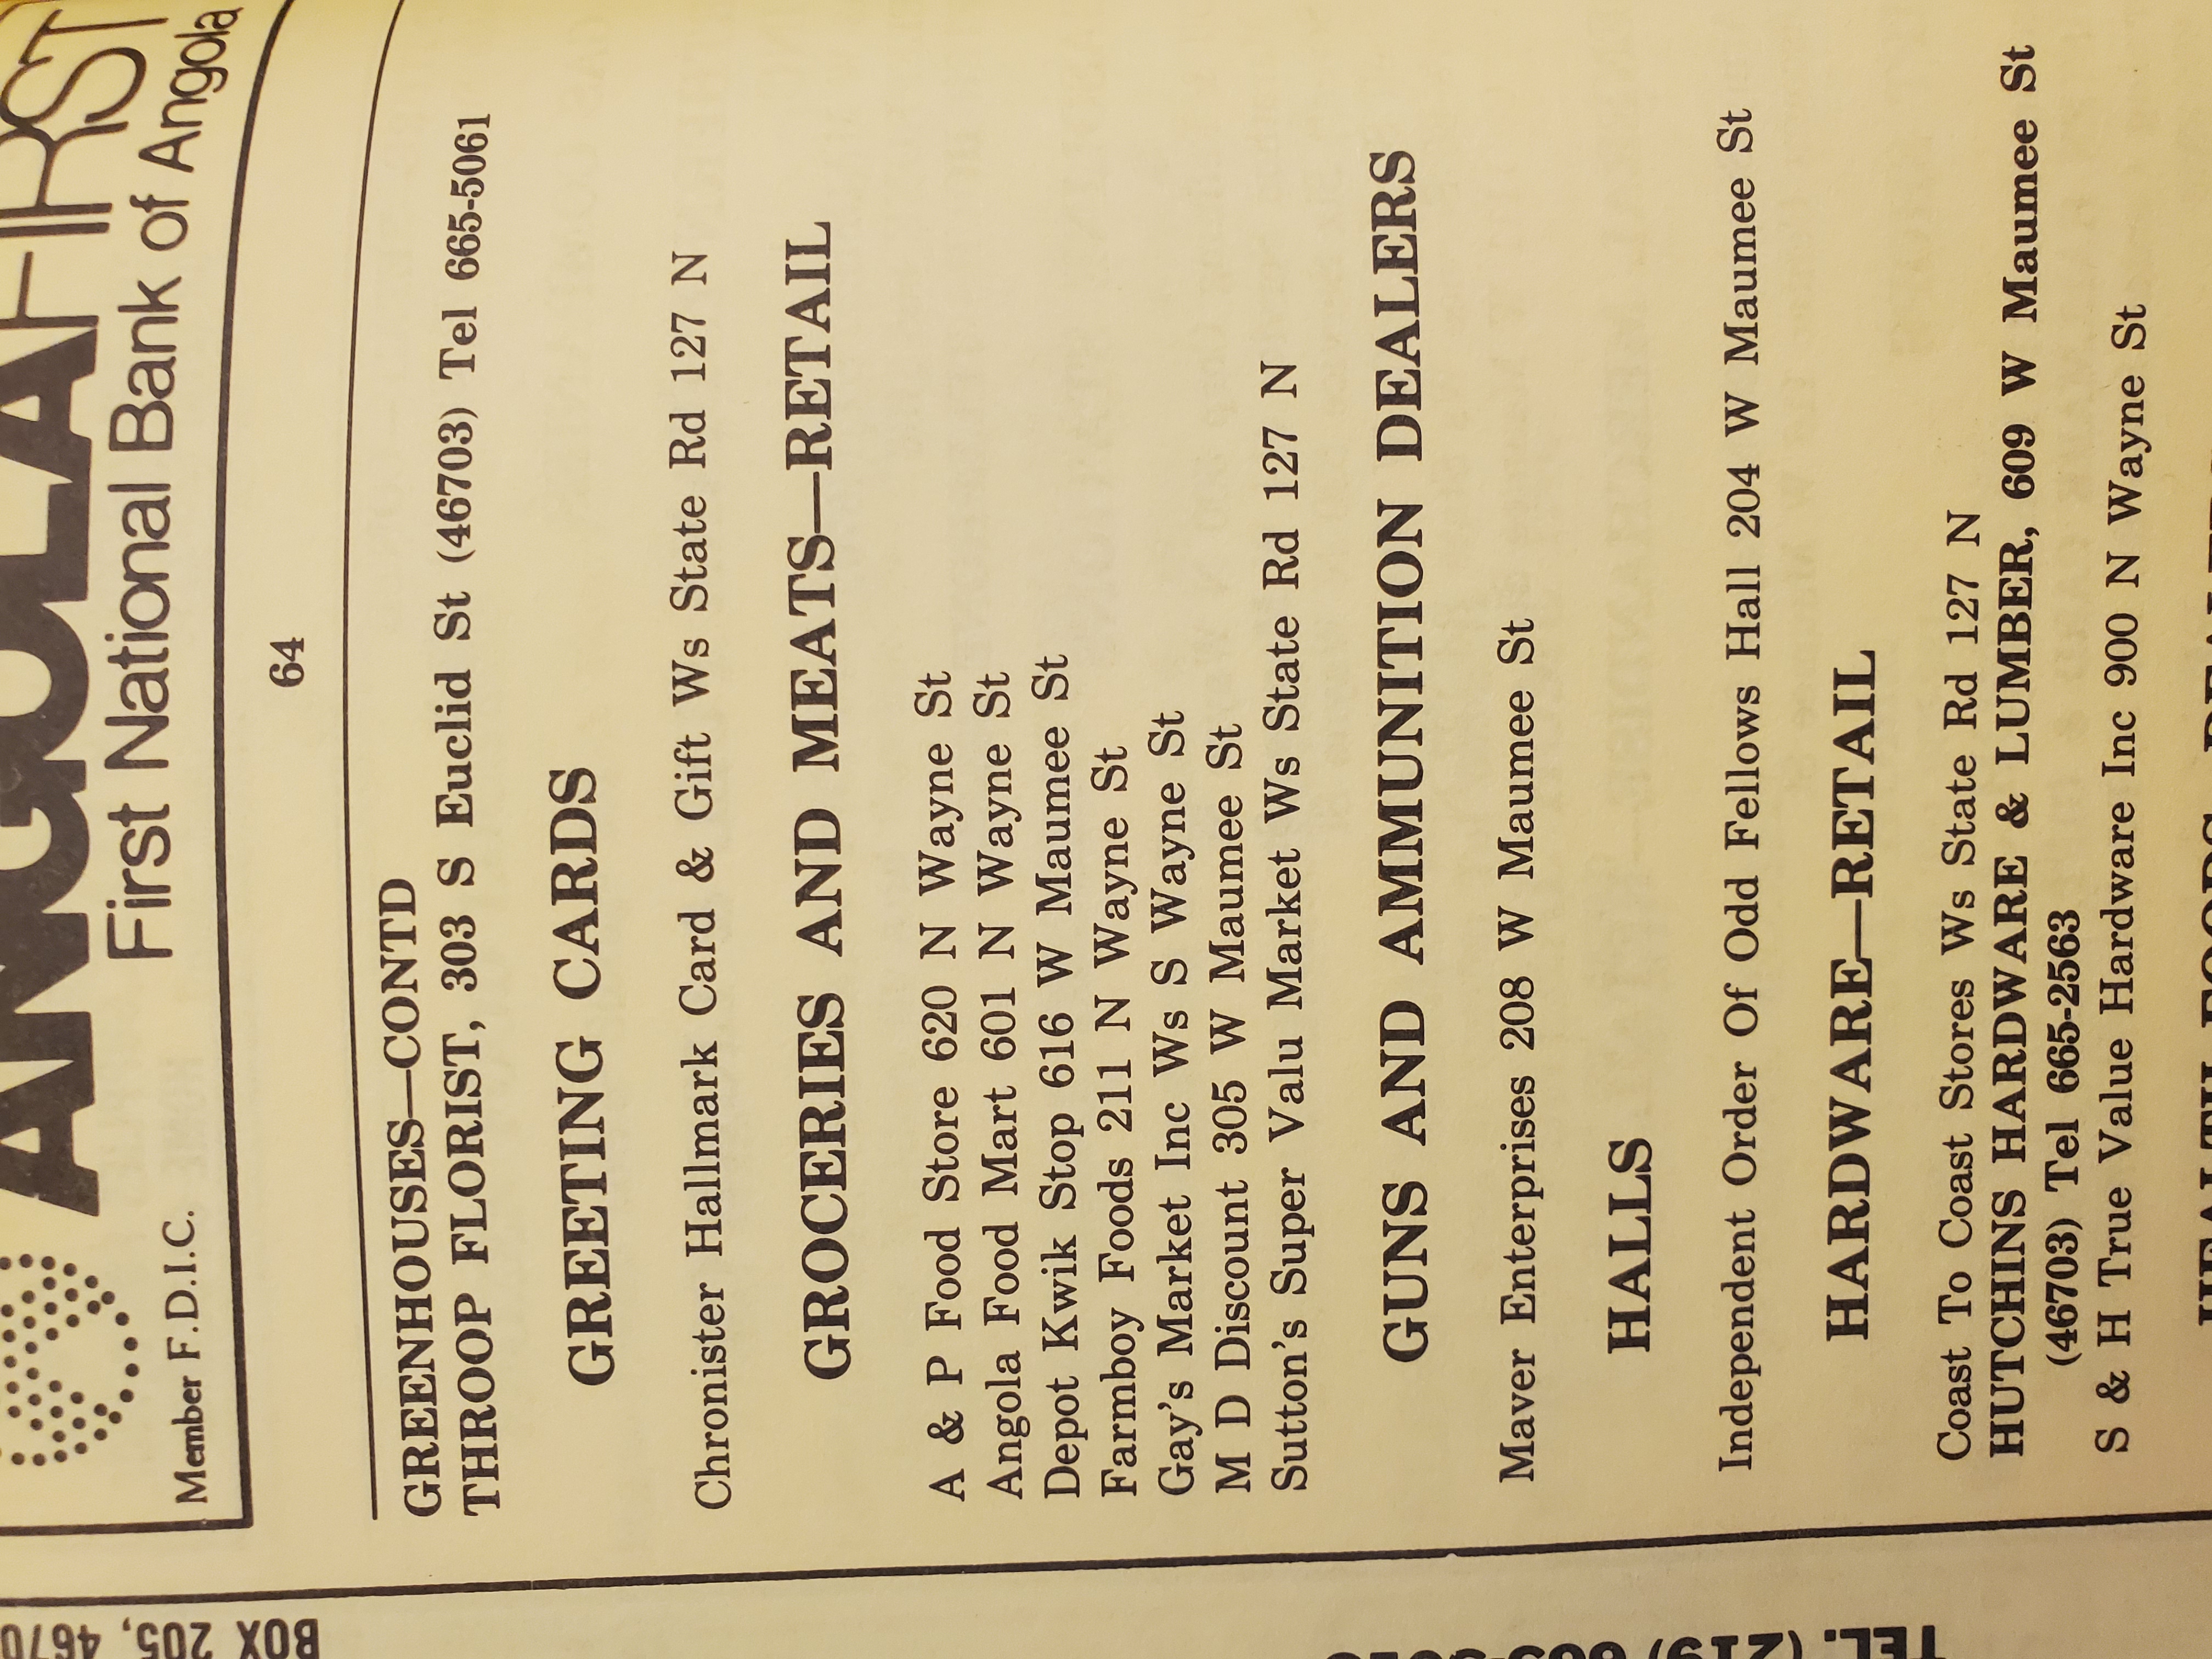 ANGOLA FIRST
First National Bank of Angola
Member F.D.I.C.
64
GREENHOUSES—CONTD
THROOP FLORIST, 303 S Euclid St (46703) Tel 665-5061
GREETING CARDS
Chronister Hallmark Card & Gift Ws State Rd 127 N
GROCERIES AND MEATS—RETAIL
A & P Food Store 620 N Wayne St
Angola Food Mart 601 N Wayne St
Depot Kwik Stop 616 W Maumee St
Farmboy Foods 211 N Wayne St
Gay's Market Inc Ws S Wayne St
M D Discount 305 W Maumee St
Sutton's Super Valu Market Ws State Rd 127 N
GUNS AND AMMUNITION DEALERS
Maver Enterprises 208 W Maumee St
HALLS
Independent Order Of Odd Fellows Hall 204 W Maumee St
HARDWARE—RETAIL
Coast To Coast Stores Ws State Rd 127 N
HUTCHINS HARDWARE & LUMBER, 609 W Maumee St
(46703) Tel 665-2563
S & H True Value Hardware Inc 900 N Wayne St
HEALTH FOODS
BOX 205,
TEL. (219)